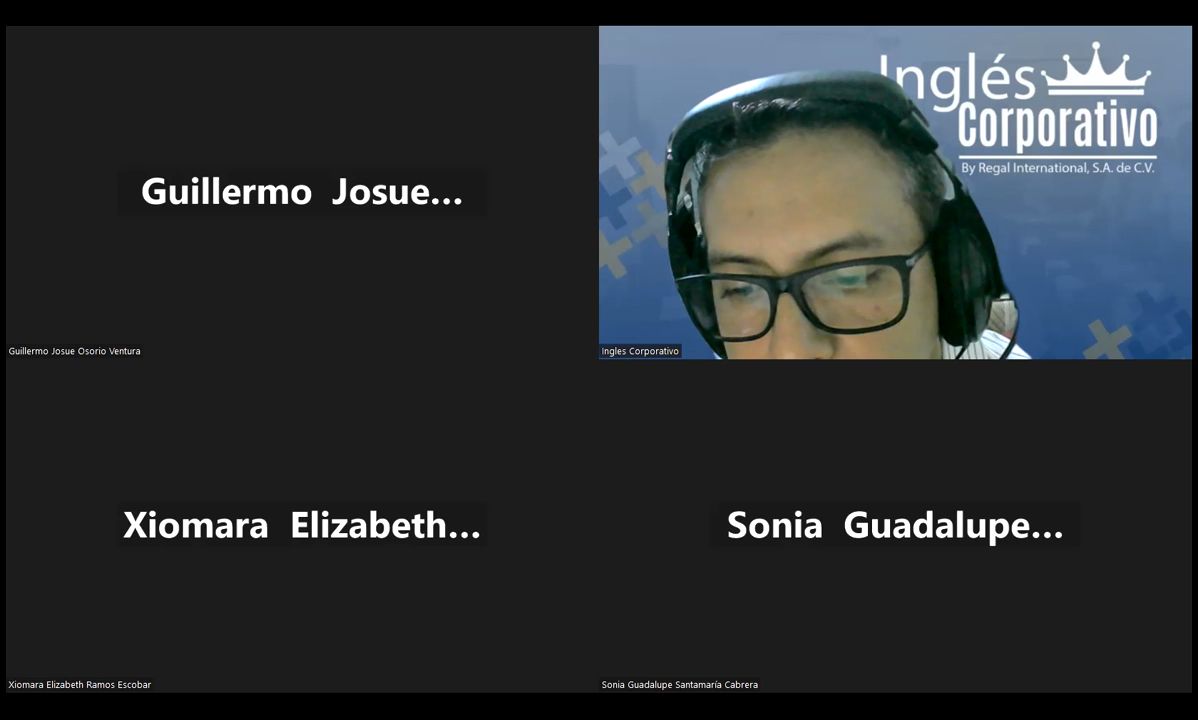 Guillermo Josue...
Guillermo Josue Osorio Ventura
Inglés
Corporativo
By Regal International, S.A. de C.V.
Ingles Corporativo
Xiomara Elizabeth...
Xiomara Elizabeth Ramos Escobar
Sonia Guadalupe...
Sonia Guadalupe Santamaría Cabrera